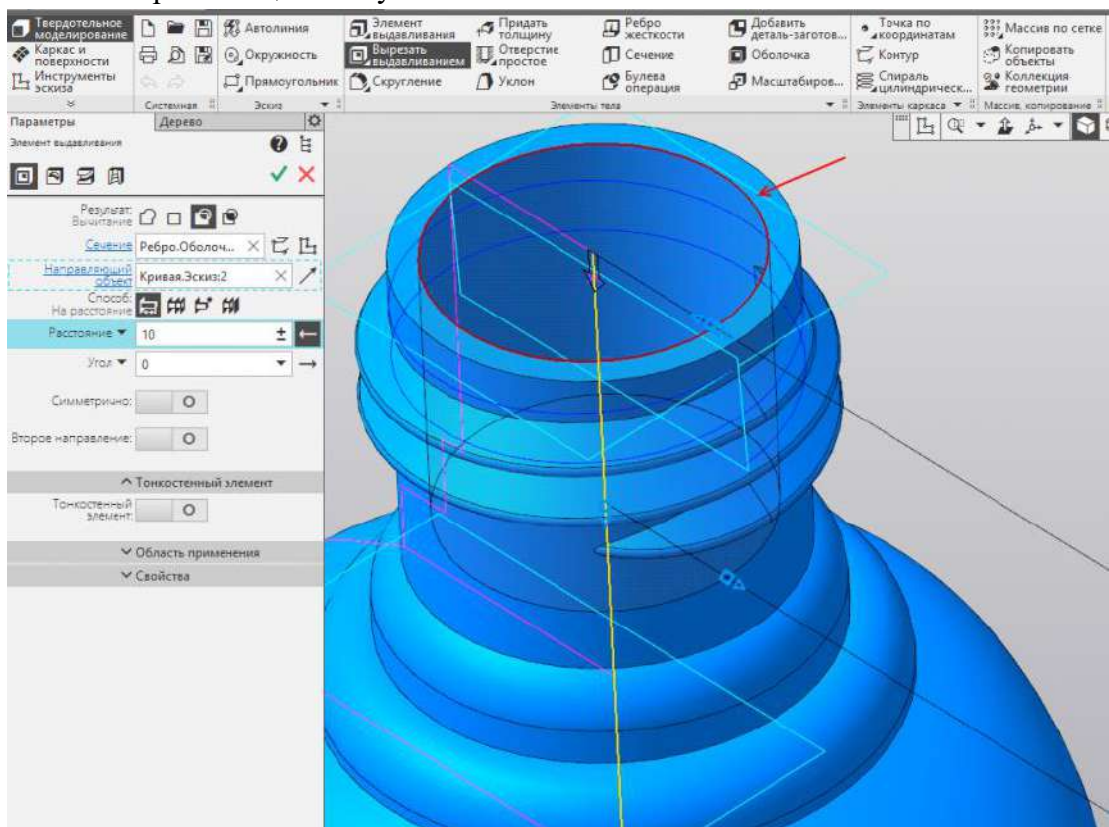 Твердотельное моделирование
Каркас и поверхности
Инструменты эскиза
Системная
Автолиния
Окружность
Прямоугольник
Эскиз
Элемент выдавливания
Вырезать выдавливанием
Скругление
Придать толщину
Отверстие простое
Уклон
Ребро жесткости
Сечение
Булева операция
Добавить деталь-заготов...
Оболочка
Масштабиров...
Элементы тела
Точка по координатам
Контур
Спираль цилиндрическ...
Элементы каркаса
Массив по сетке
Копировать объекты
Коллекция геометрии
Массив, копирование
Параметры
Дерево
Элемент выдавливания
Результат:
Вычитание
Сечение Ребро.Оболоч...
Направляющий объект Кривая.Эскиз:2
Способ:
На расстояние
Расстояние 10
Угол 0
Симметрично:
Второе направление:
Тонкостенный элемент
Тонкостенный элемент:
Область применения
Свойства